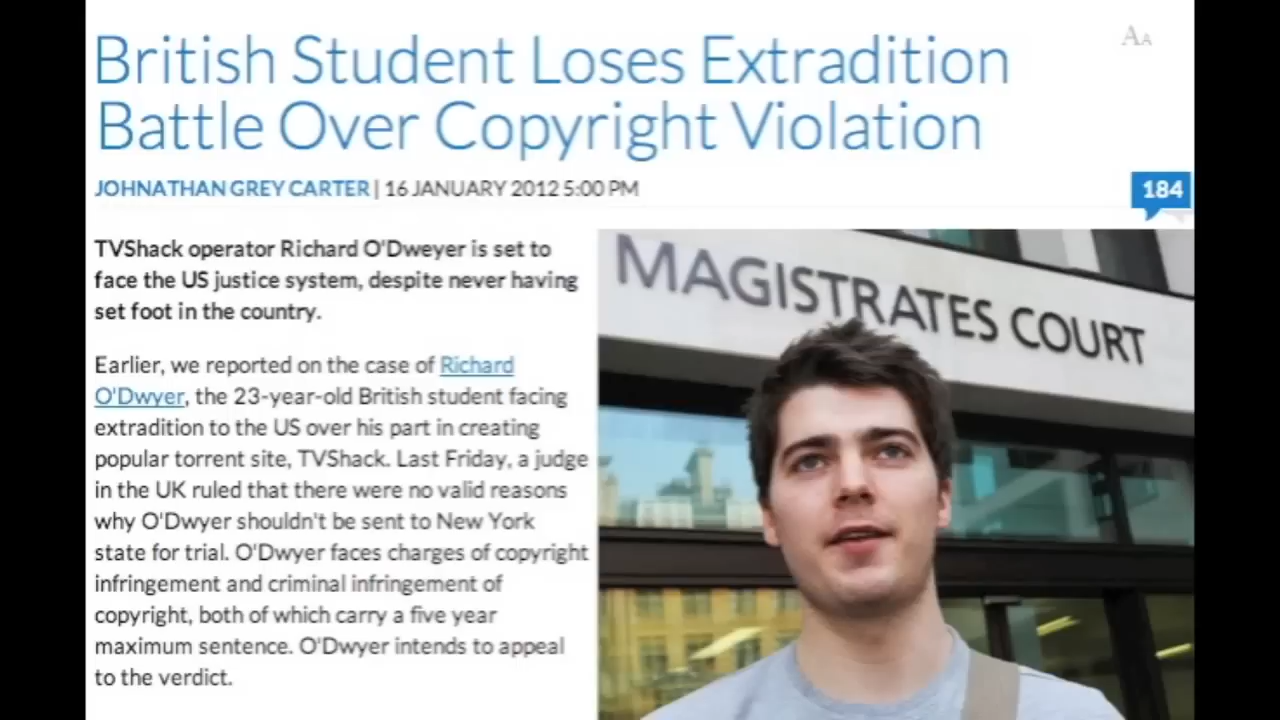 British Student Loses Extradition
Battle Over Copyright Violation
AA
JOHNATHAN GREY CARTER | 16 JANUARY 2012 5:00 PM
184
TVShack operator Richard O'Dweyer is set to
face the US justice system, despite never having
set foot in the country.
Earlier, we reported on the case of Richard
O'Dwyer, the 23-year-old British student facing
extradition to the US over his part in creating
popular torrent site, TVShack. Last Friday, a judge
in the UK ruled that there were no valid reasons
why O'Dwyer shouldn't be sent to New York
state for trial. O'Dwyer faces charges of copyright
infringement and criminal infringement of
copyright, both of which carry a five year
maximum sentence. O'Dwyer intends to appeal
to the verdict.
MAGISTRATES COURT